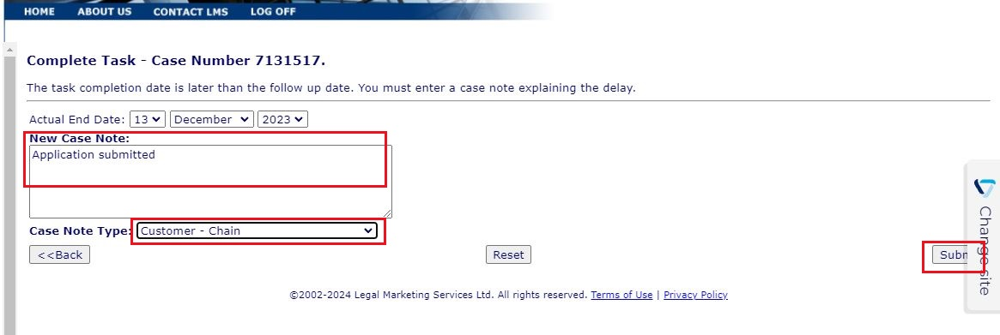 HOME ABOUT US CONTACT LMS LOG OFF
Complete Task - Case Number 7131517.
The task completion date is later than the follow up date. You must enter a case note explaining the delay.
Actual End Date: 13 December 2023
New Case Note:
Application submitted
Case Note Type: Customer - Chain
<<Back Reset Subm
Change site
©2002-2024 Legal Marketing Services Ltd. All rights reserved. Terms of Use | Privacy Policy